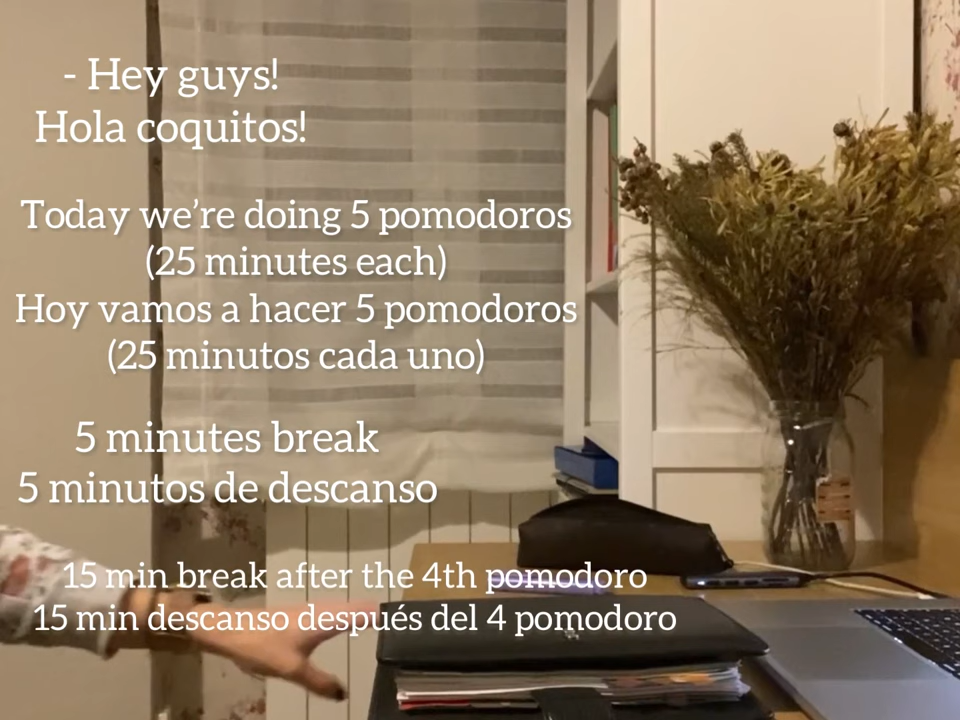 - Hey guys!
Hola coquitos!
Today we're doing 5 pomodoros
(25 minutes each)
Hoy vamos a hacer 5 pomodoros
(25 minutos cada uno)
5 minutes break
5 minutos de descanso
15 min break after the 4th pomodoro
15 min descanso después del 4 pomodoro